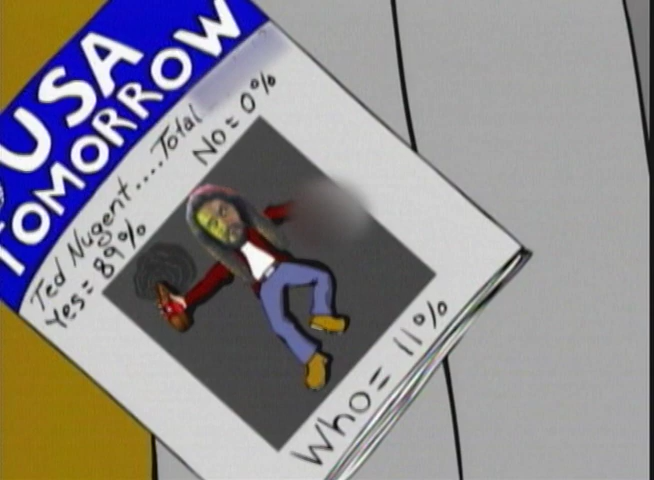 USA
TOMORROW
Ted Nugent....Total
Yes = 89% No = 0%
Who = 11%